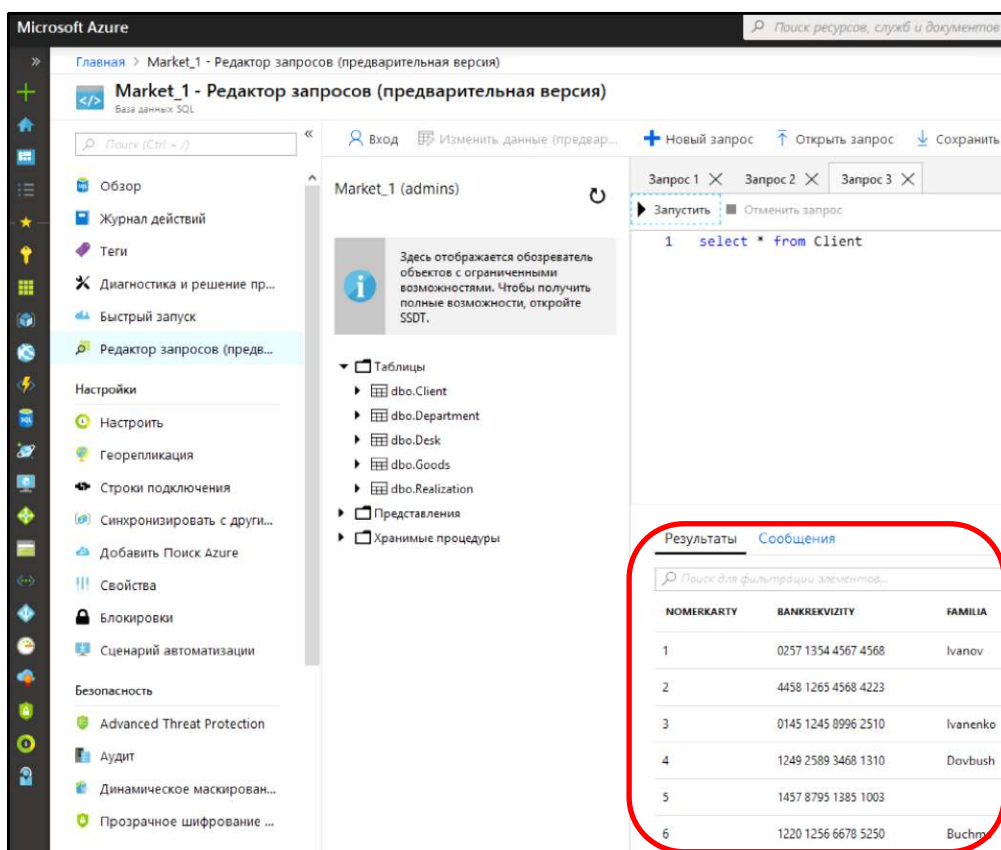 Microsoft Azure
Поиск ресурсов, служб и документов
Главная > Market_1 - Редактор запросов (предварительная версия)
Market_1 - Редактор запросов (предварительная версия)
База данных SQL
Поиск (Ctrl + /)
Обзор
Журнал действий
Теги
Диагностика и решение пр...
Быстрый запуск
Редактор запросов (предв...
Настройки
Настроить
Георепликация
Строки подключения
Синхронизировать с други...
Добавить Поиск Azure
Свойства
Блокировки
Сценарий автоматизации
Безопасность
Advanced Threat Protection
Аудит
Динамическое маскирован...
Прозрачное шифрование ...
Вход
Изменить данные (предвар...
Новый запрос
Открыть запрос
Сохранить
Market_1 (admins)
Здесь отображается обозреватель
объектов с ограниченными
возможностями. Чтобы получить
полные возможности, откройте
SSDT.
Таблицы
dbo.Client
dbo.Department
dbo.Desk
dbo.Goods
dbo.Realization
Представления
Хранимые процедуры
Запрос 1 Запрос 2 Запрос 3
Запустить Отменить запрос
1 select * from Client
Результаты Сообщения
Поиск для фильтрации элементов...
NOMERKARTY BANKREKVIZITY FAMILIA
1 0257 1354 4567 4568 Ivanov
2 4458 1265 4568 4223
3 0145 1245 8996 2510 Ivanenko
4 1249 2589 3468 1310 Dovbush
5 1457 8795 1385 1003
6 1220 1256 6678 5250